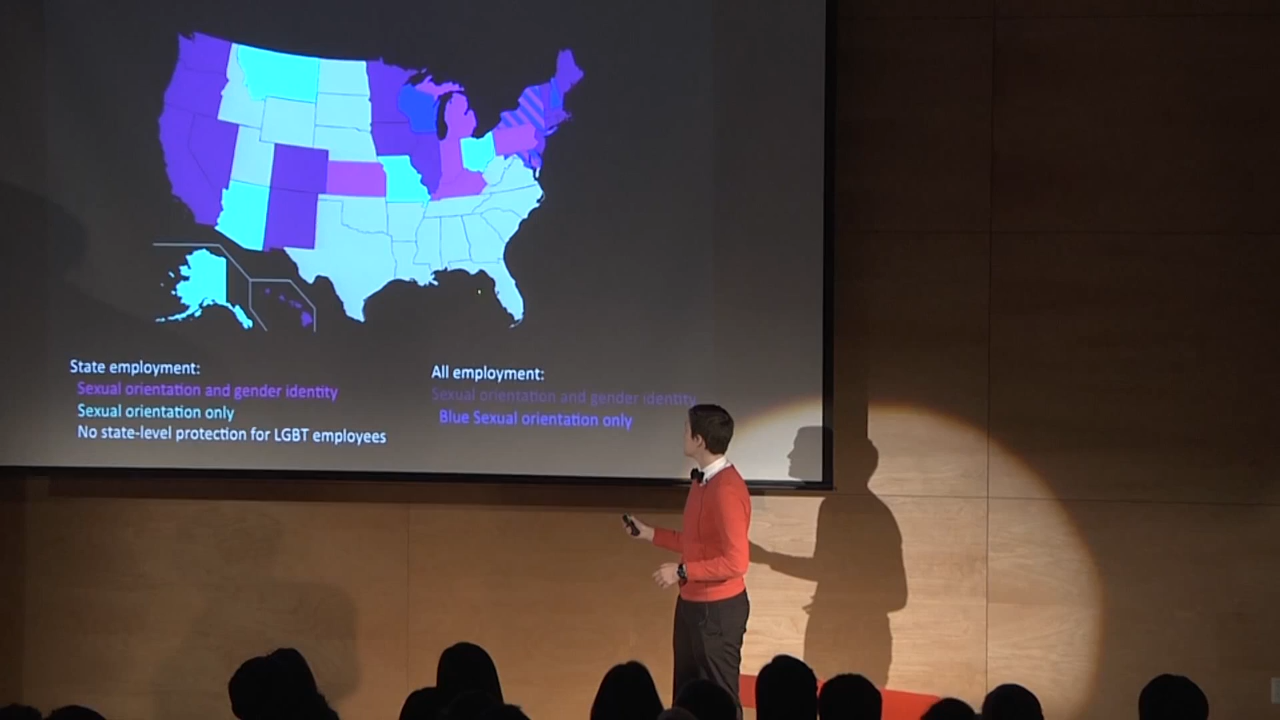 State employment:
Sexual orientation and gender identity
Sexual orientation only
No state-level protection for LGBT employees
All employment:
Sexual orientation and gender identity
Blue Sexual orientation only